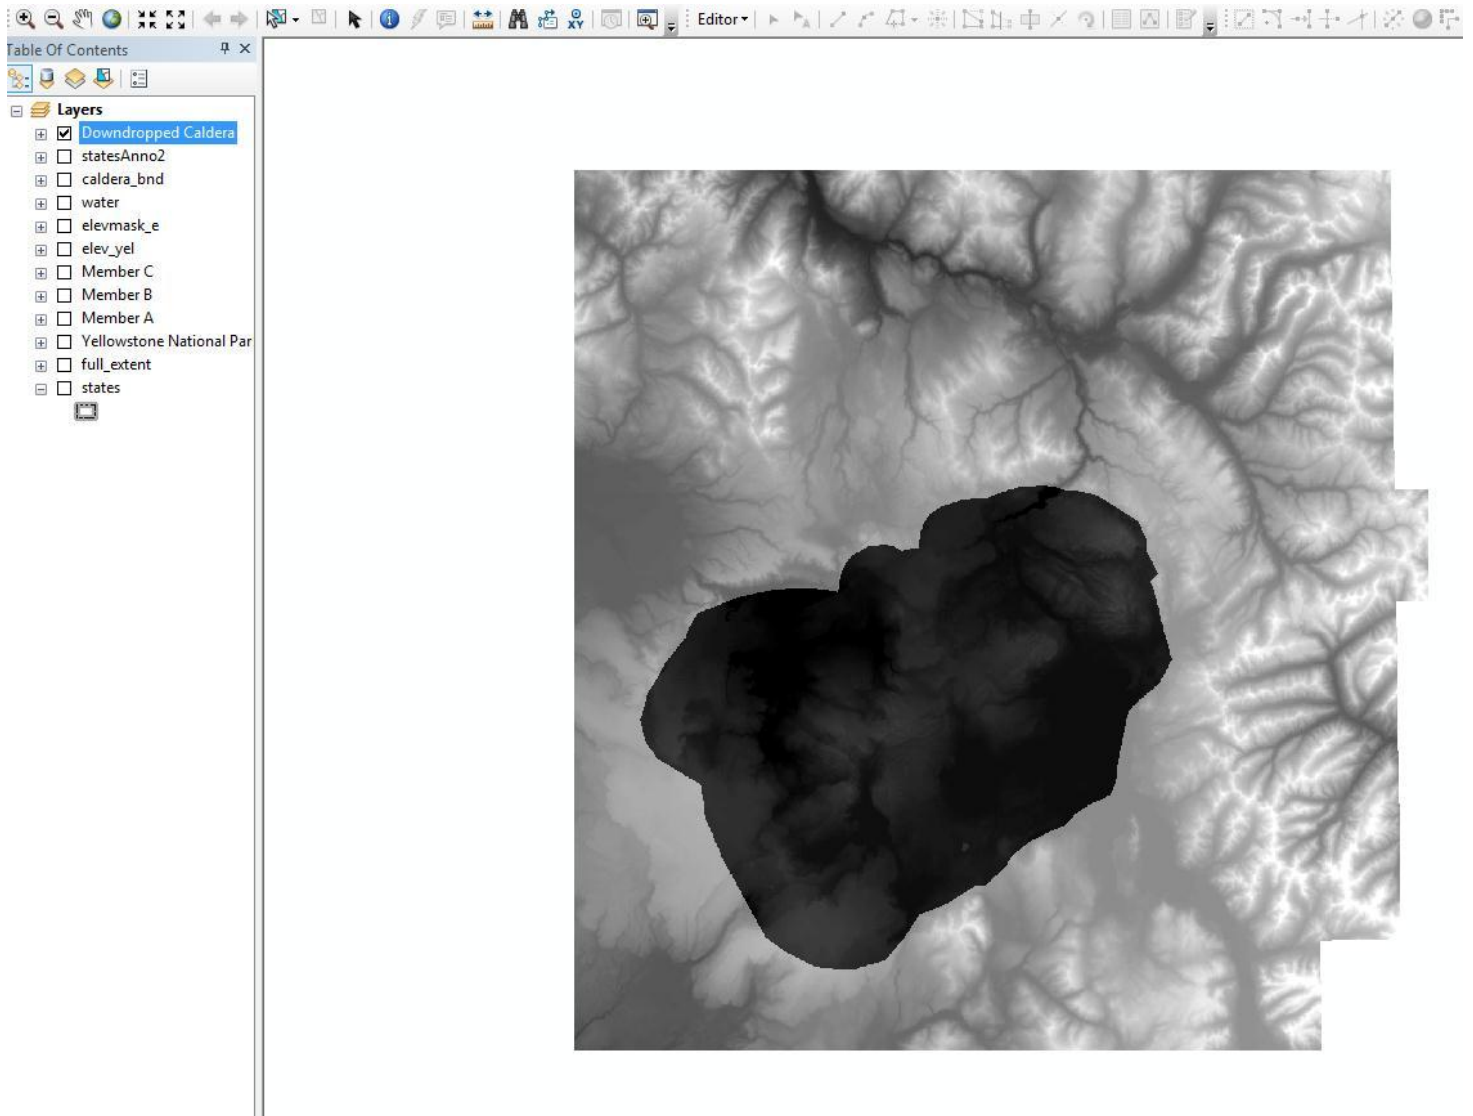 Editor
XY
Table Of Contents
Layers
Downdropped Caldera
statesAnno2
caldera_bnd
water
elevmask_e
elev_yel
Member C
Member B
Member A
Yellowstone National Par
full_extent
states